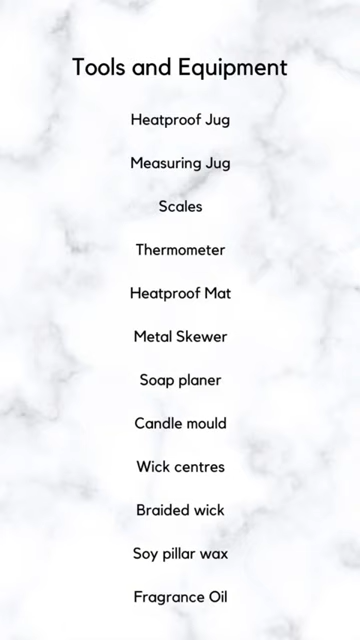 Tools and Equipment
Heatproof Jug
Measuring Jug
Scales
Thermometer
Heatproof Mat
Metal Skewer
Soap planer
Candle mould
Wick centres
Braided wick
Soy pillar wax
Fragrance Oil